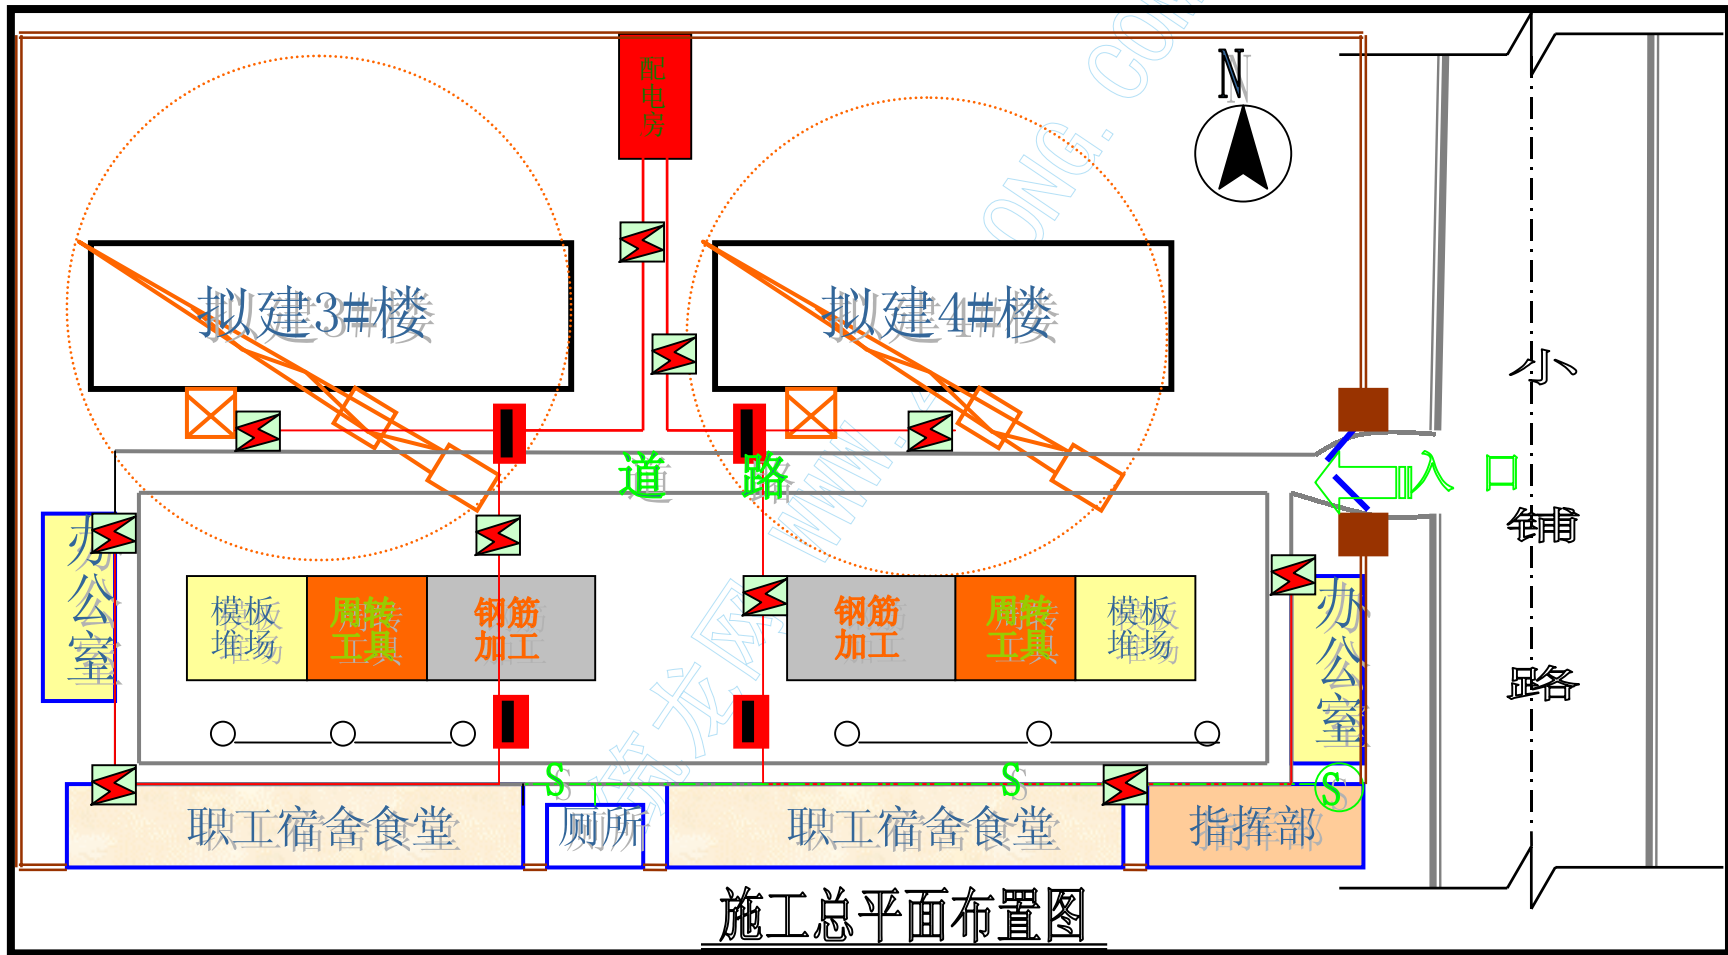 配电房
N
拟建3#楼
拟建4#楼
道 路
入 口
小铺路
办公室
模板堆场
周转工具
钢筋加工
钢筋加工
周转工具
模板堆场
办公室
S
S
S
职工宿舍食堂
厕所
职工宿舍食堂
指挥部
施工总平面布置图